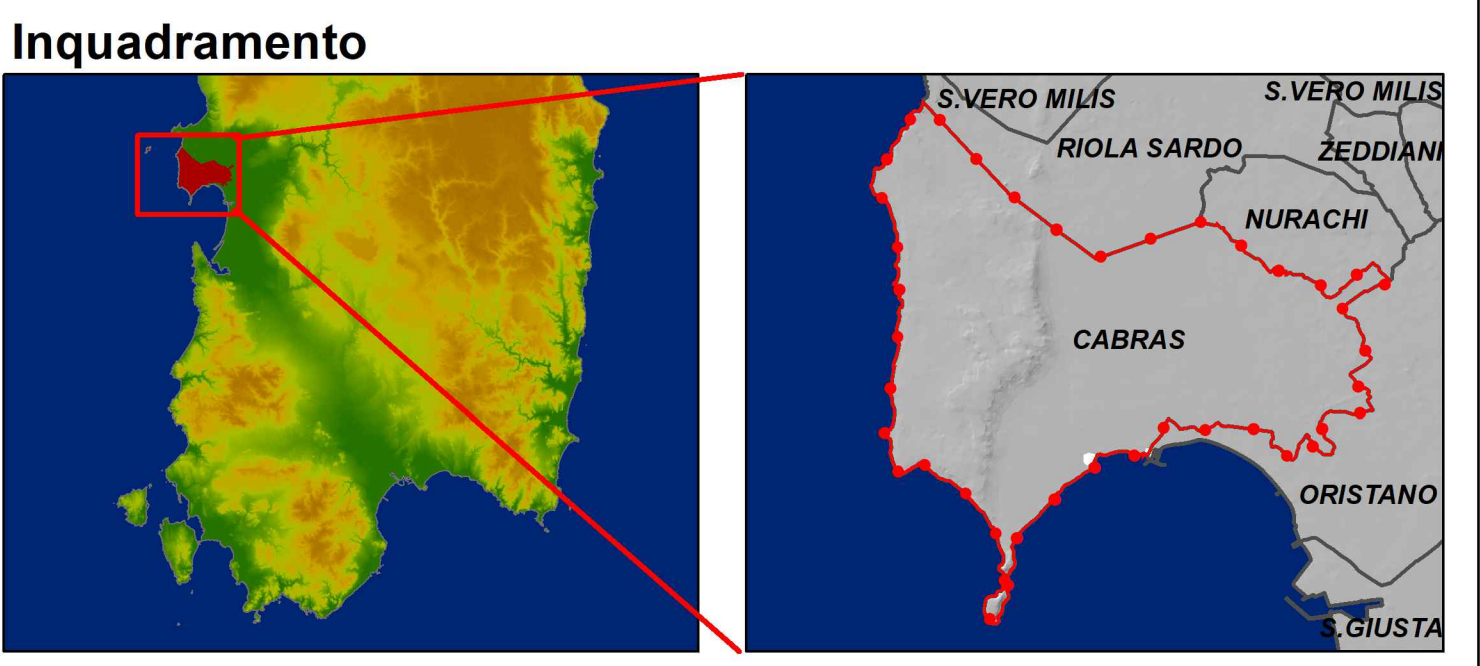 Inquadramento
S.VERO MILIS
S.VERO MILIS
RIOLA SARDO
ZEDDIANI
NURACHI
CABRAS
ORISTANO
S.GIUSTA